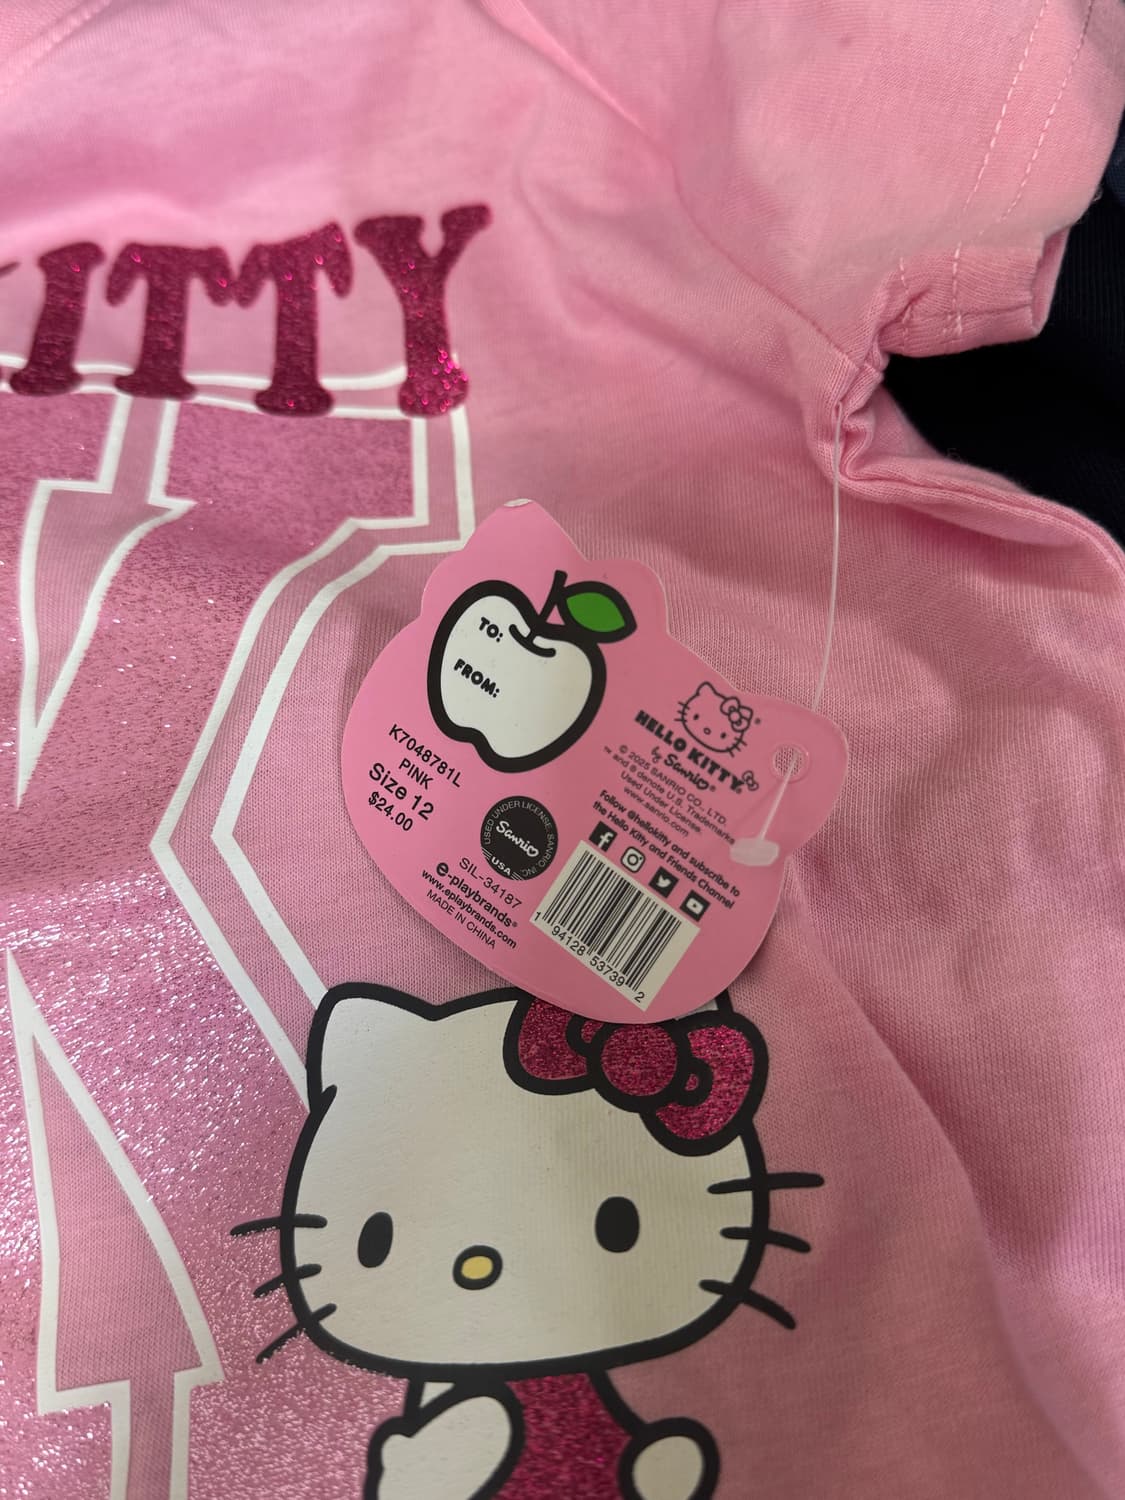 ITTY
TO:
FROM:
K7048781L
PINK
Size 12
$24.00
USED UNDER LICENSE. SANRIO, INC.
Sanrio
USA
SIL-34187
e-playbrands®
www.eplaybrands.com
MADE IN CHINA
HELLO KITTY®
by Sanrio®
© 2025 SANRIO CO., LTD.
™ and ® denote U.S. Trademarks
Used Under License.
www.sanrio.com
Follow @hellokitty and subscribe to
the Hello Kitty and Friends Channel
1 94128 53739 2